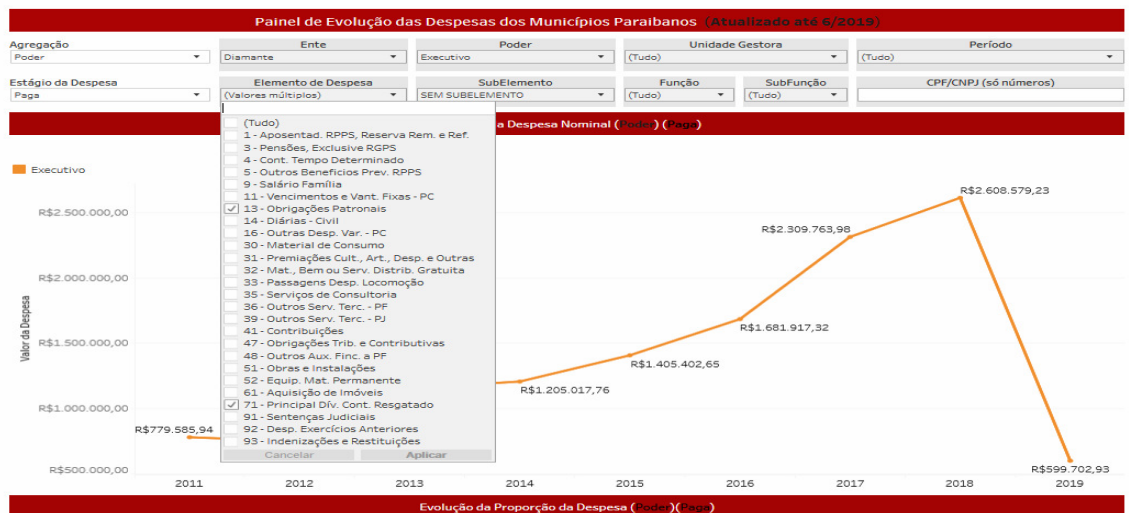 Painel de Evolução das Despesas dos Municípios Paraibanos (Atualizado até 6/2019)
Agregação Ente Poder Unidade Gestora Período
Poder Diamante Executivo (Tudo) (Tudo)
Estágio da Despesa Elemento de Despesa SubElemento Função SubFunção CPF/CNPJ (só números)
Paga (Valores múltiplos) SEM SUBELEMENTO (Tudo) (Tudo)
a Despesa Nominal (Poder) (Paga)
(Tudo)
1 - Aposentad. RPPS, Reserva Rem. e Ref.
3 - Pensões, Exclusive RGPS
4 - Cont. Tempo Determinado
5 - Outros Beneficios Prev. RPPS
9 - Salário Família
11 - Vencimentos e Vant. Fixas - PC
13 - Obrigações Patronais
14 - Diárias - Civil
16 - Outras Desp. Var. - PC
30 - Material de Consumo
31 - Premiações Cult., Art., Desp. e Outras
32 - Mat., Bem ou Serv. Distrib. Gratuita
33 - Passagens Desp. Locomoção
35 - Serviços de Consultoria
36 - Outros Serv. Terc. - PF
39 - Outros Serv. Terc. - PJ
41 - Contribuições
47 - Obrigações Trib. e Contributivas
48 - Outros Aux. Finc. a PF
51 - Obras e Instalações
52 - Equip. Mat. Permanente
61 - Aquisição de Imóveis
71 - Principal Dív. Cont. Resgatado
91 - Sentenças Judiciais
92 - Desp. Exercícios Anteriores
93 - Indenizações e Restituições
Cancelar Aplicar
Executivo
Valor da Despesa
R$2.500.000,00
R$2.000.000,00
R$1.500.000,00
R$1.000.000,00
R$500.000,00
R$779.585,94
R$1.205.017,76
R$1.405.402,65
R$1.681.917,32
R$2.309.763,98
R$2.608.579,23
R$599.702,93
2011 2012 2013 2014 2015 2016 2017 2018 2019
Evolução da Proporção da Despesa (Poder)(Paga)